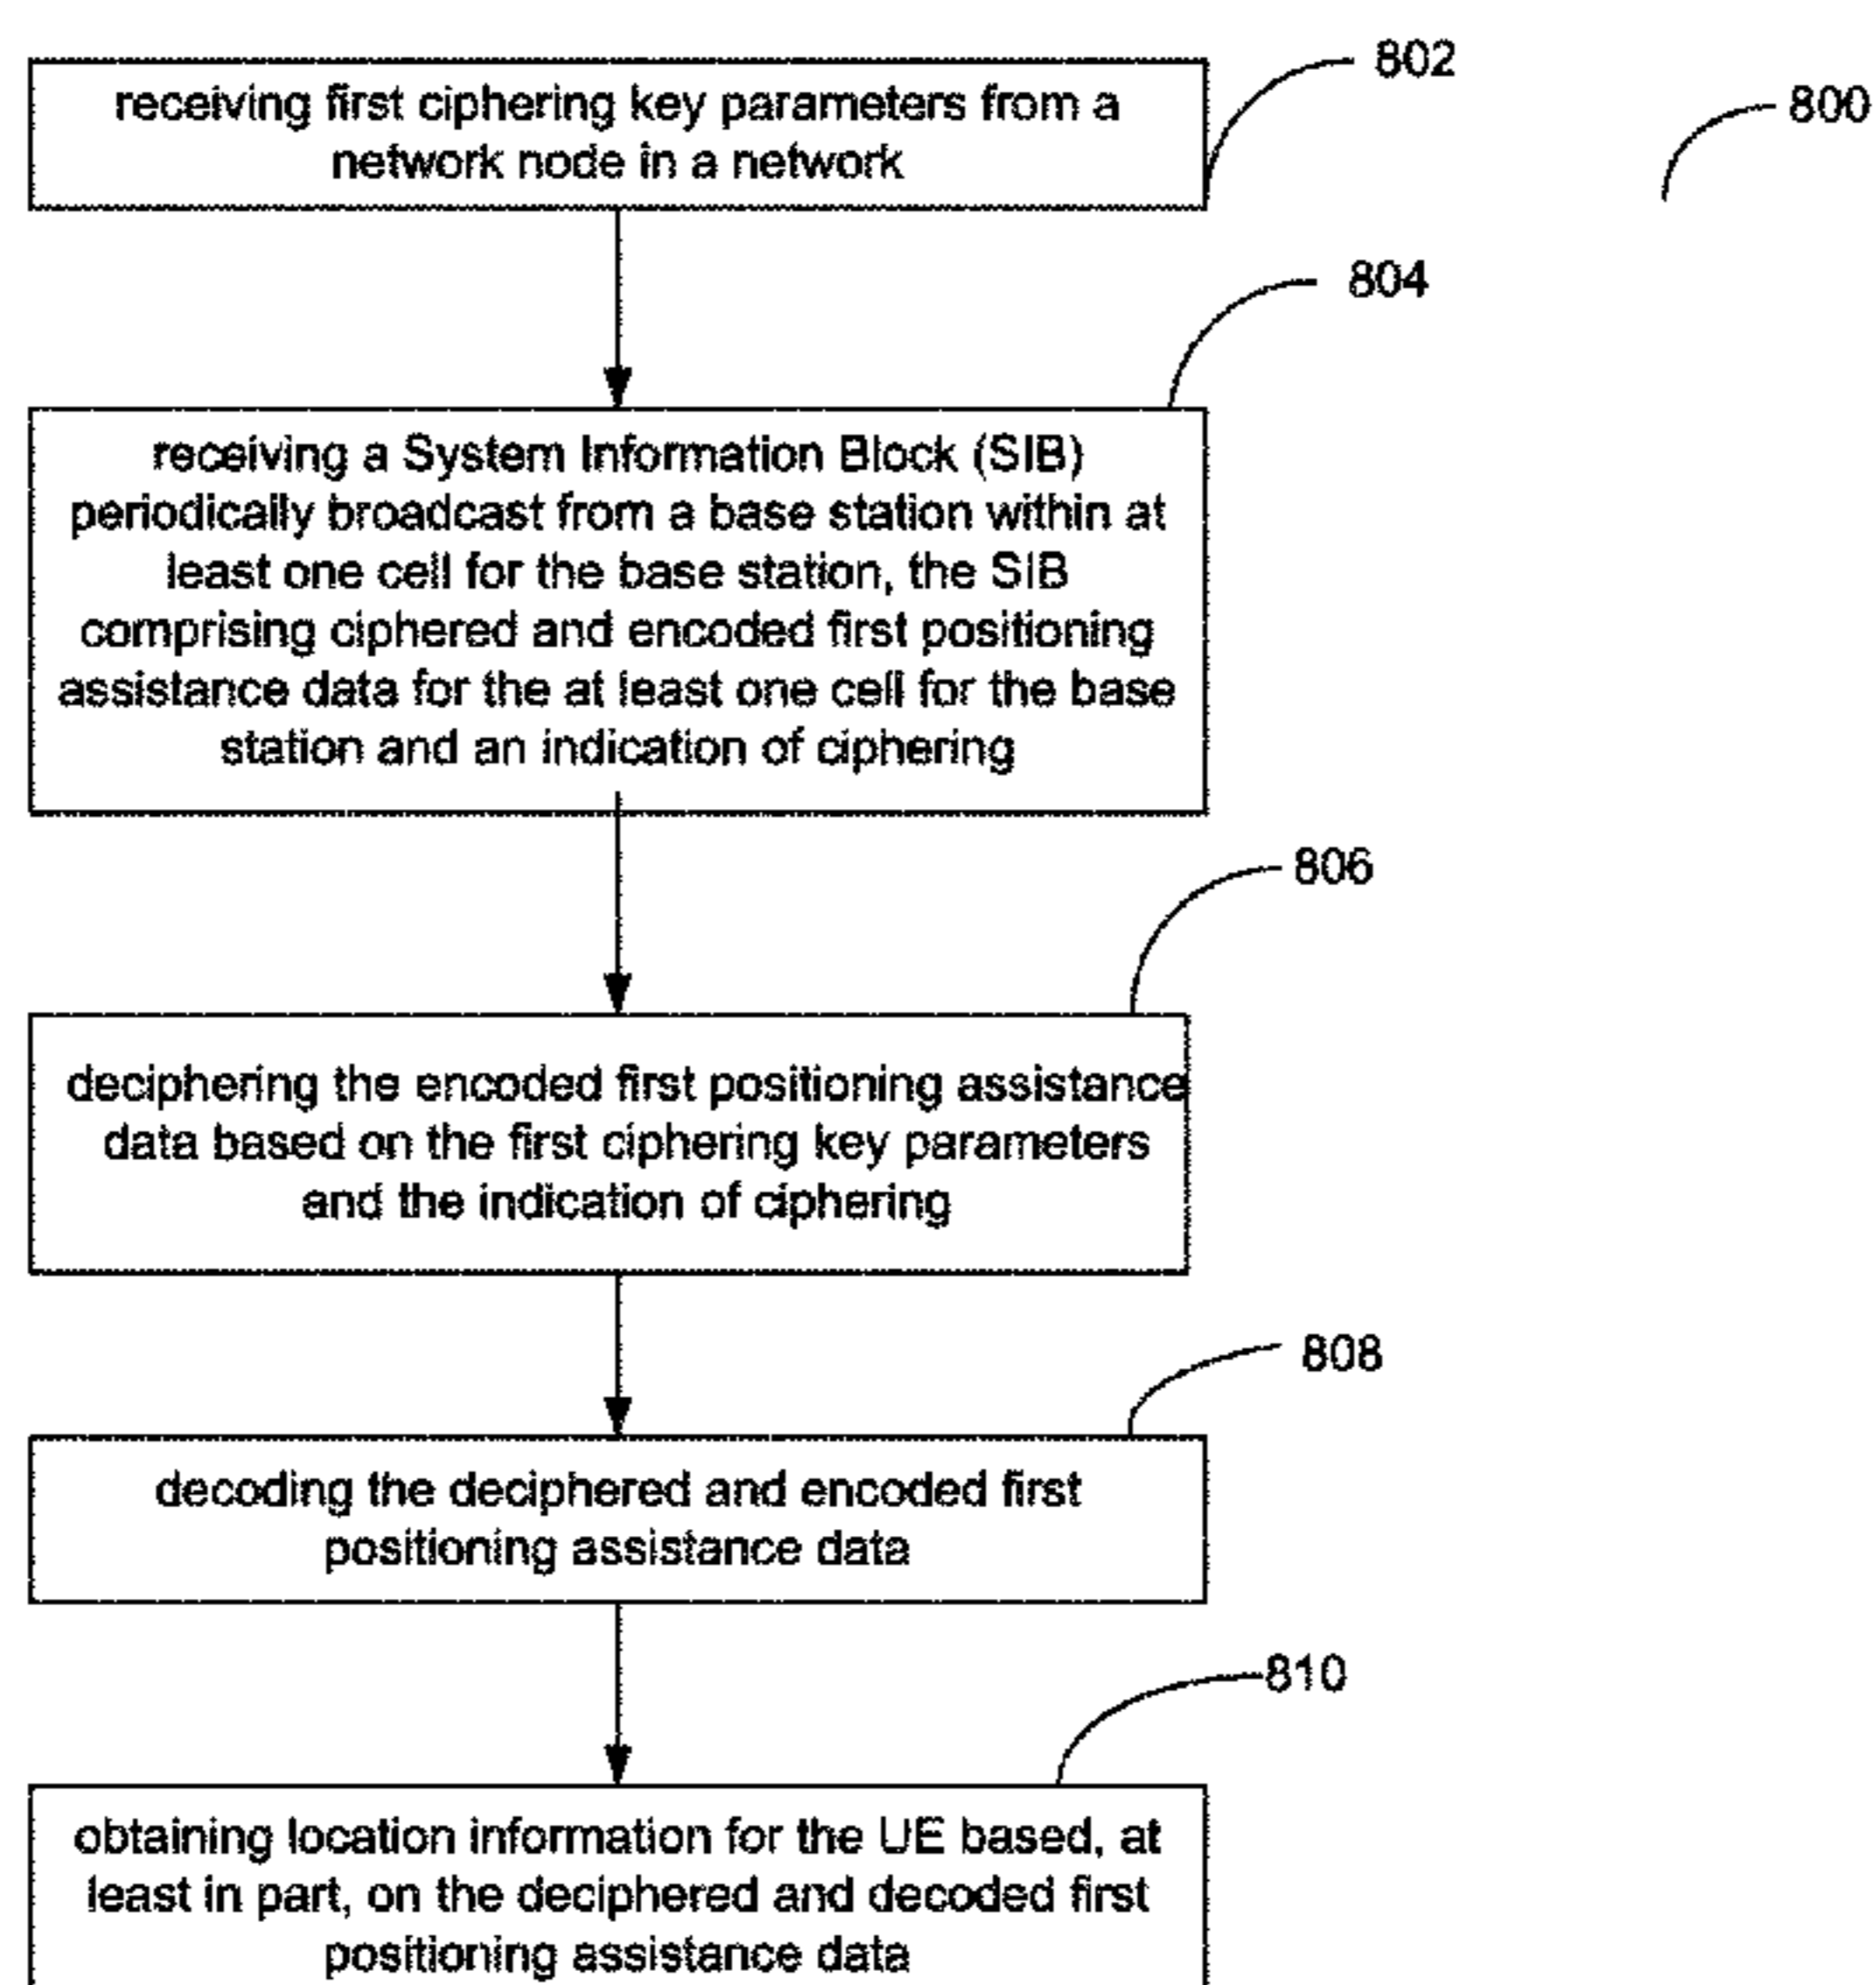 802
800
receiving first ciphering key parameters from a
network node in a network
804
receiving a System Information Block (SIB)
periodically broadcast from a base station within at
least one cell for the base station, the SIB
comprising ciphered and encoded first positioning
assistance data for the at least one cell for the base
station and an indication of ciphering
806
deciphering the encoded first positioning assistance
data based on the first ciphering key parameters
and the indication of ciphering
808
decoding the deciphered and encoded first
positioning assistance data
810
obtaining location information for the UE based, at
least in part, on the deciphered and decoded first
positioning assistance data